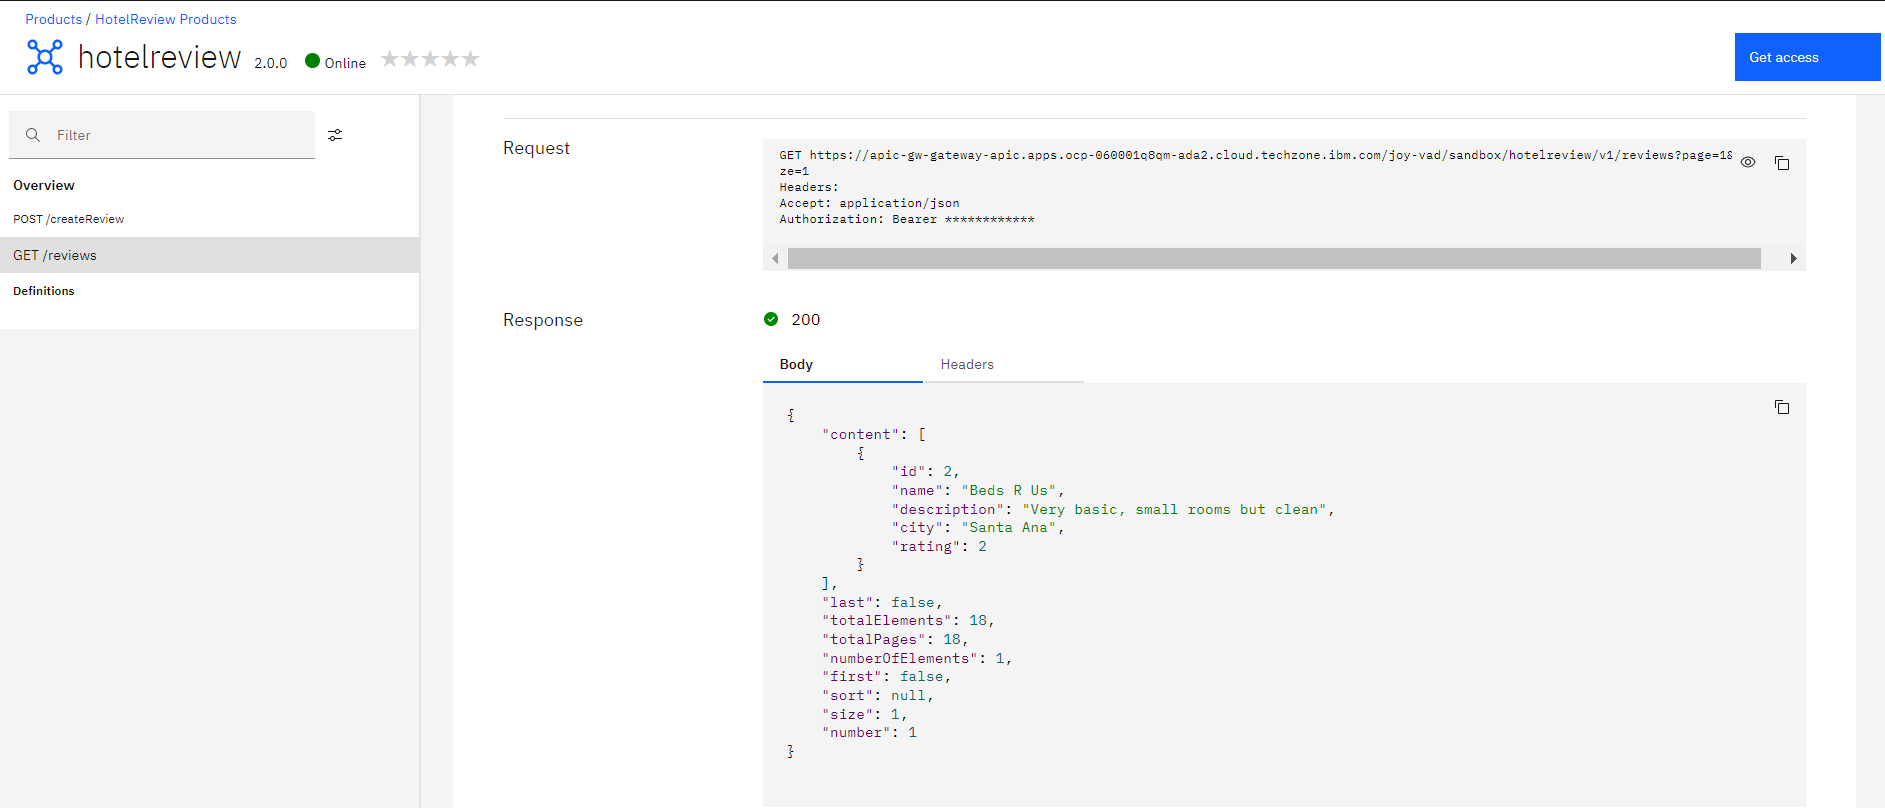 Products / HotelReview Products
hotelreview 2.0.0 Online
Get access
Filter
Overview
POST /createReview
GET /reviews
Definitions
Request
GET https://apic-gw-gateway-apic.apps.ocp-060001q8qm-ada2.cloud.techzone.ibm.com/joy-vad/sandbox/hotelreview/v1/reviews?page=1&
ze=1
Headers:
Accept: application/json
Authorization: Bearer ************
Response
200
Body Headers
{
"content": [
{
"id": 2,
"name": "Beds R Us",
"description": "Very basic, small rooms but clean",
"city": "Santa Ana",
"rating": 2
}
],
"last": false,
"totalElements": 18,
"totalPages": 18,
"numberOfElements": 1,
"first": false,
"sort": null,
"size": 1,
"number": 1
}